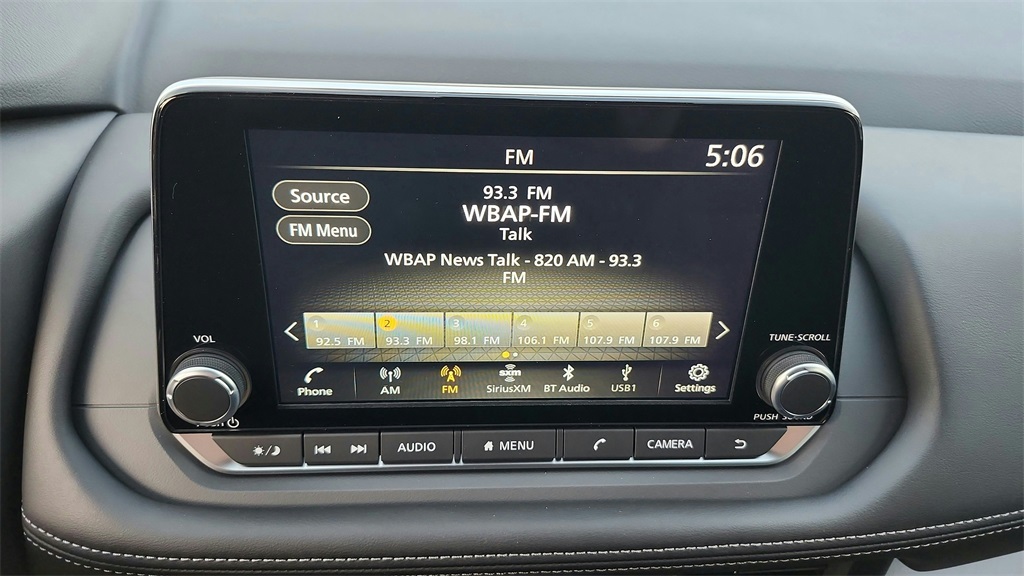 FM
5:06
Source
93.3 FM
WBAP-FM
FM Menu
Talk
WBAP News Talk - 820 AM - 93.3
FM
1 2 3 4 5 6
92.5 FM 93.3 FM 98.1 FM 106.1 FM 107.9 FM 107.9 FM
VOL
TUNE·SCROLL
sxm
Phone AM FM SiriusXM BT Audio USB1 Settings
PUSH SOUND
AUDIO MENU CAMERA